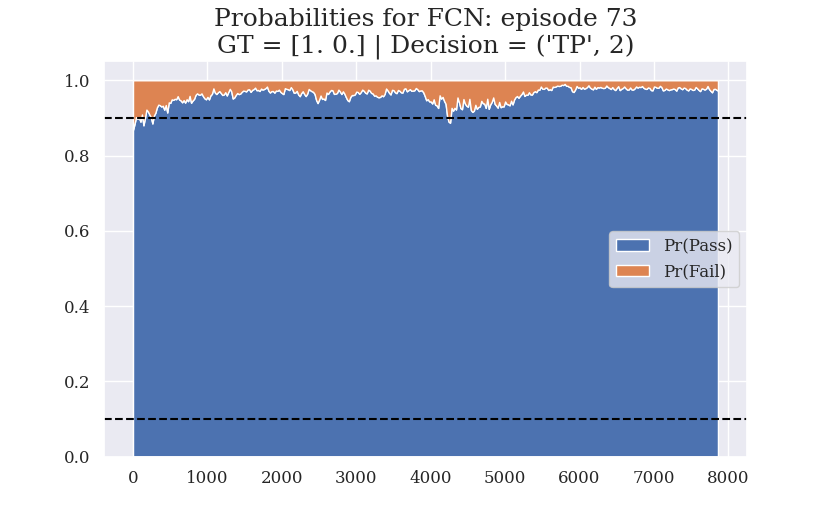 Probabilities for FCN: episode 73
GT = [1. 0.] | Decision = ('TP', 2)
1.0
0.8
0.6
0.4
0.2
0.0
Pr(Pass)
Pr(Fail)
0 1000 2000 3000 4000 5000 6000 7000 8000